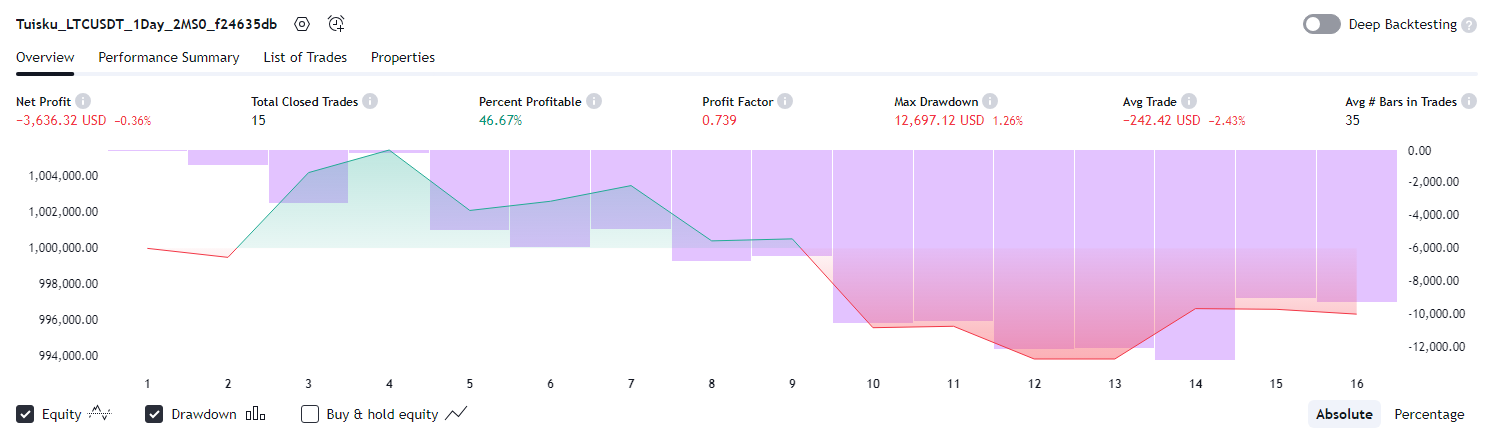 Tuisku_LTCUSDT_1Day_2MS0_f24635db
Deep Backtesting
Overview Performance Summary List of Trades Properties
Net Profit Total Closed Trades Percent Profitable Profit Factor Max Drawdown Avg Trade Avg # Bars in Trades
−3,636.32 USD −0.36% 15 46.67% 0.739 12,697.12 USD 1.26% −242.42 USD −2.43% 35
0.00
1,004,000.00 -2,000.00
1,002,000.00 -4,000.00
1,000,000.00 -6,000.00
998,000.00 -8,000.00
996,000.00 -10,000.00
994,000.00 -12,000.00
1 2 3 4 5 6 7 8 9 10 11 12 13 14 15 16
Equity Drawdown Buy & hold equity Absolute Percentage